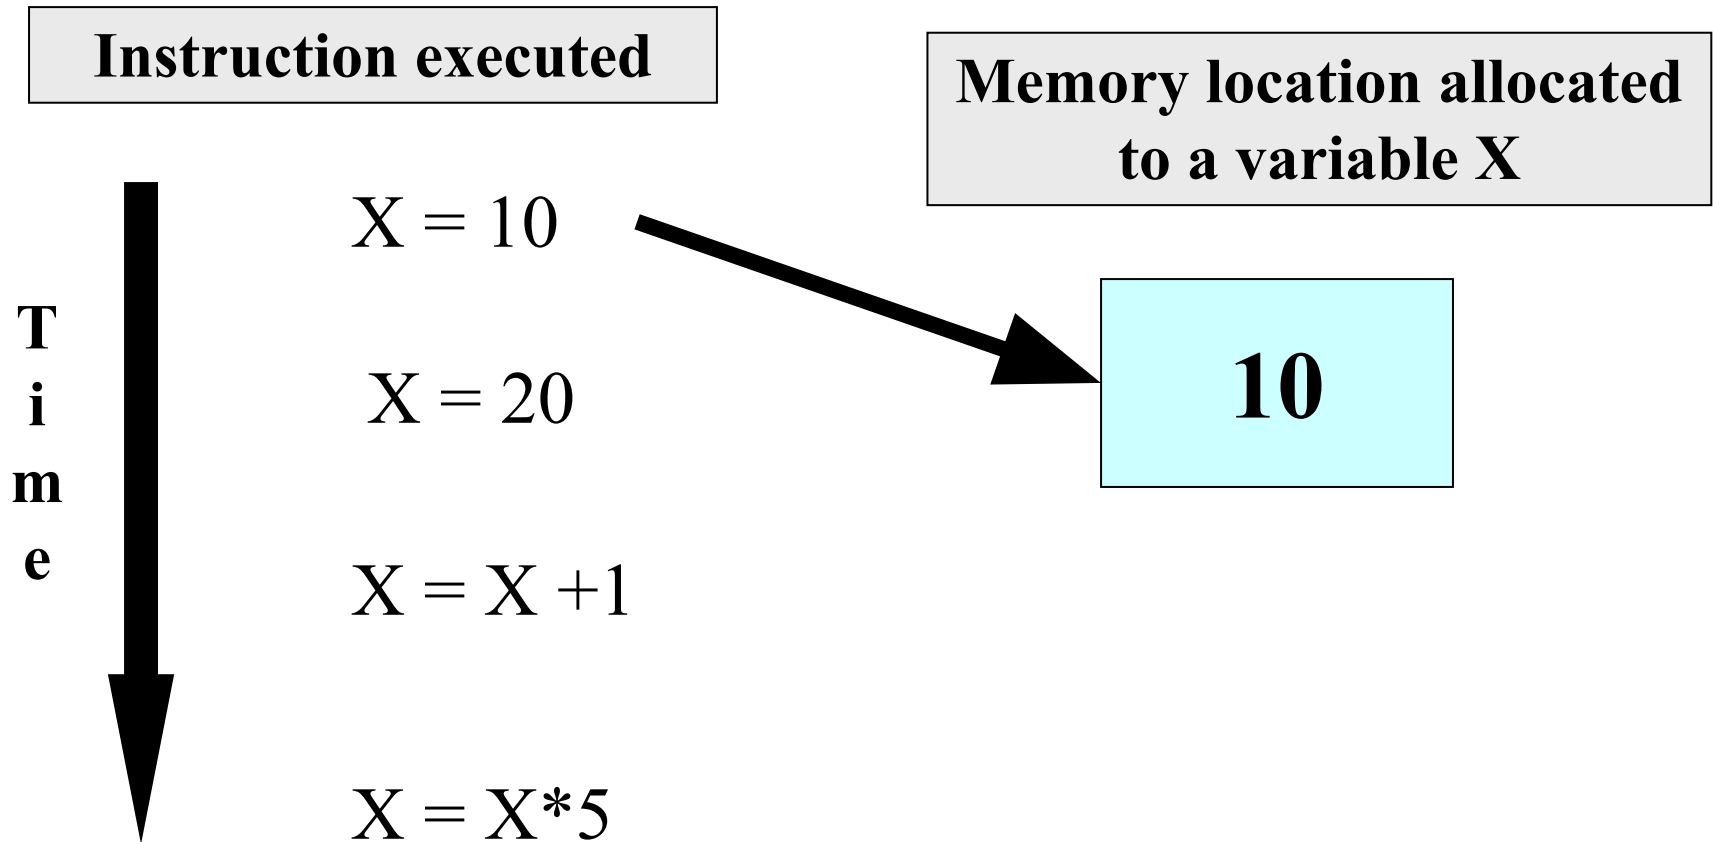 Instruction executed
Memory location allocated
to a variable X
T
i
m
e
X = 10
X = 20
X = X +1
X = X*5
10